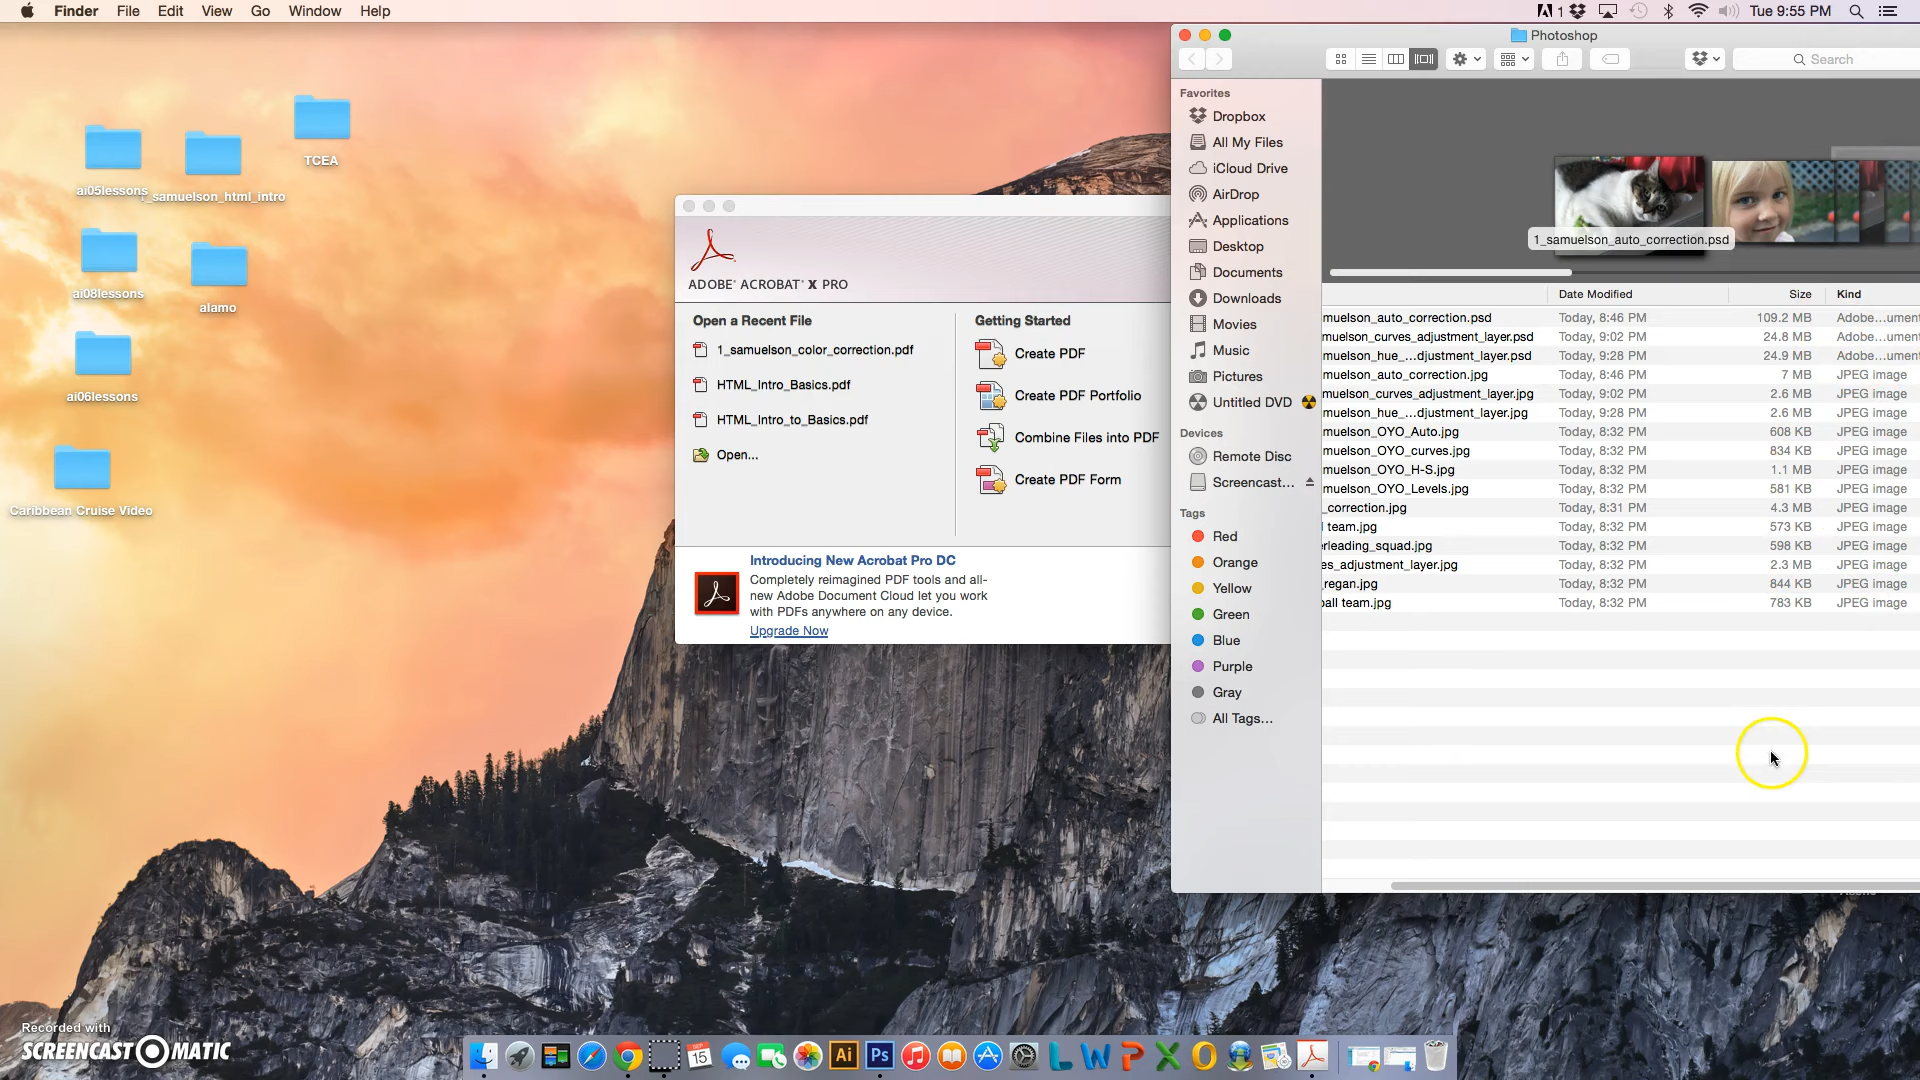 Finder File Edit View Go Window Help
1 Tue 9:55 PM
ai05lessons
_samuelson_html_intro
TCEA
ai08lessons
alamo
ai06lessons
Caribbean Cruise Video
ADOBE® ACROBAT® X PRO
Open a Recent File
1_samuelson_color_correction.pdf
HTML_Intro_Basics.pdf
HTML_Intro_to_Basics.pdf
Open...
Getting Started
Create PDF
Create PDF Portfolio
Combine Files into PDF
Create PDF Form
Introducing New Acrobat Pro DC
Completely reimagined PDF tools and all-
new Adobe Document Cloud let you work
with PDFs anywhere on any device.
Upgrade Now
Photoshop
Search
Favorites
Dropbox
All My Files
iCloud Drive
AirDrop
Applications
Desktop
Documents
Downloads
Movies
Music
Pictures
Untitled DVD
Devices
Remote Disc
Screencast...
Tags
Red
Orange
Yellow
Green
Blue
Purple
Gray
All Tags...
1_samuelson_auto_correction.psd
Date Modified Size Kind
muelson_auto_correction.psd Today, 8:46 PM 109.2 MB Adobe...ument
muelson_curves_adjustment_layer.psd Today, 9:02 PM 24.8 MB Adobe...ument
muelson_hue_...djustment_layer.psd Today, 9:28 PM 24.9 MB Adobe...ument
muelson_auto_correction.jpg Today, 8:46 PM 7 MB JPEG image
muelson_curves_adjustment_layer.jpg Today, 9:02 PM 2.6 MB JPEG image
muelson_hue_...djustment_layer.jpg Today, 9:28 PM 2.6 MB JPEG image
muelson_OYO_Auto.jpg Today, 8:32 PM 608 KB JPEG image
muelson_OYO_curves.jpg Today, 8:32 PM 834 KB JPEG image
muelson_OYO_H-S.jpg Today, 8:32 PM 1.1 MB JPEG image
muelson_OYO_Levels.jpg Today, 8:32 PM 581 KB JPEG image
_correction.jpg Today, 8:31 PM 4.3 MB JPEG image
l team.jpg Today, 8:32 PM 573 KB JPEG image
erleading_squad.jpg Today, 8:32 PM 598 KB JPEG image
es_adjustment_layer.jpg Today, 8:32 PM 2.3 MB JPEG image
_regan.jpg Today, 8:32 PM 844 KB JPEG image
all team.jpg Today, 8:32 PM 783 KB JPEG image
Recorded with
SCREENCAST-O-MATIC
SEP
15
Ai
Ps